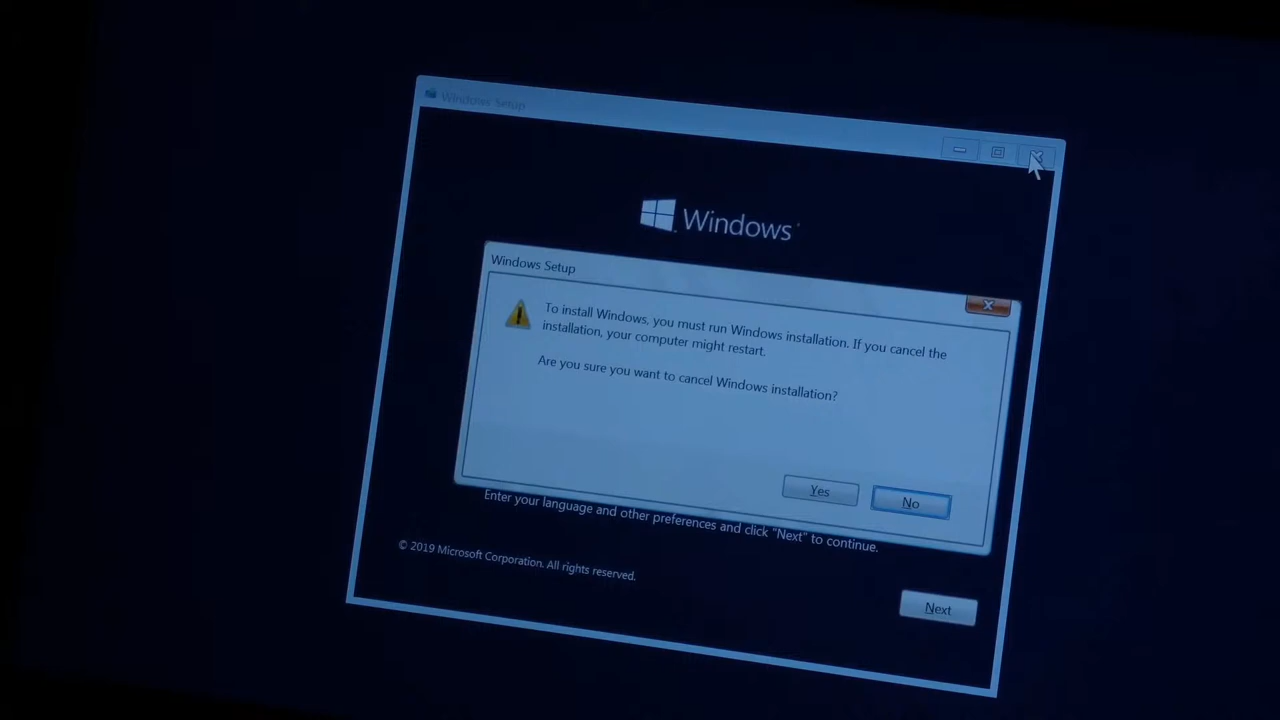 Windows Setup
Windows
Windows Setup
To install Windows, you must run Windows installation. If you cancel the
installation, your computer might restart.
Are you sure you want to cancel Windows installation?
Yes
No
Enter your language and other preferences and click "Next" to continue.
© 2019 Microsoft Corporation. All rights reserved.
Next